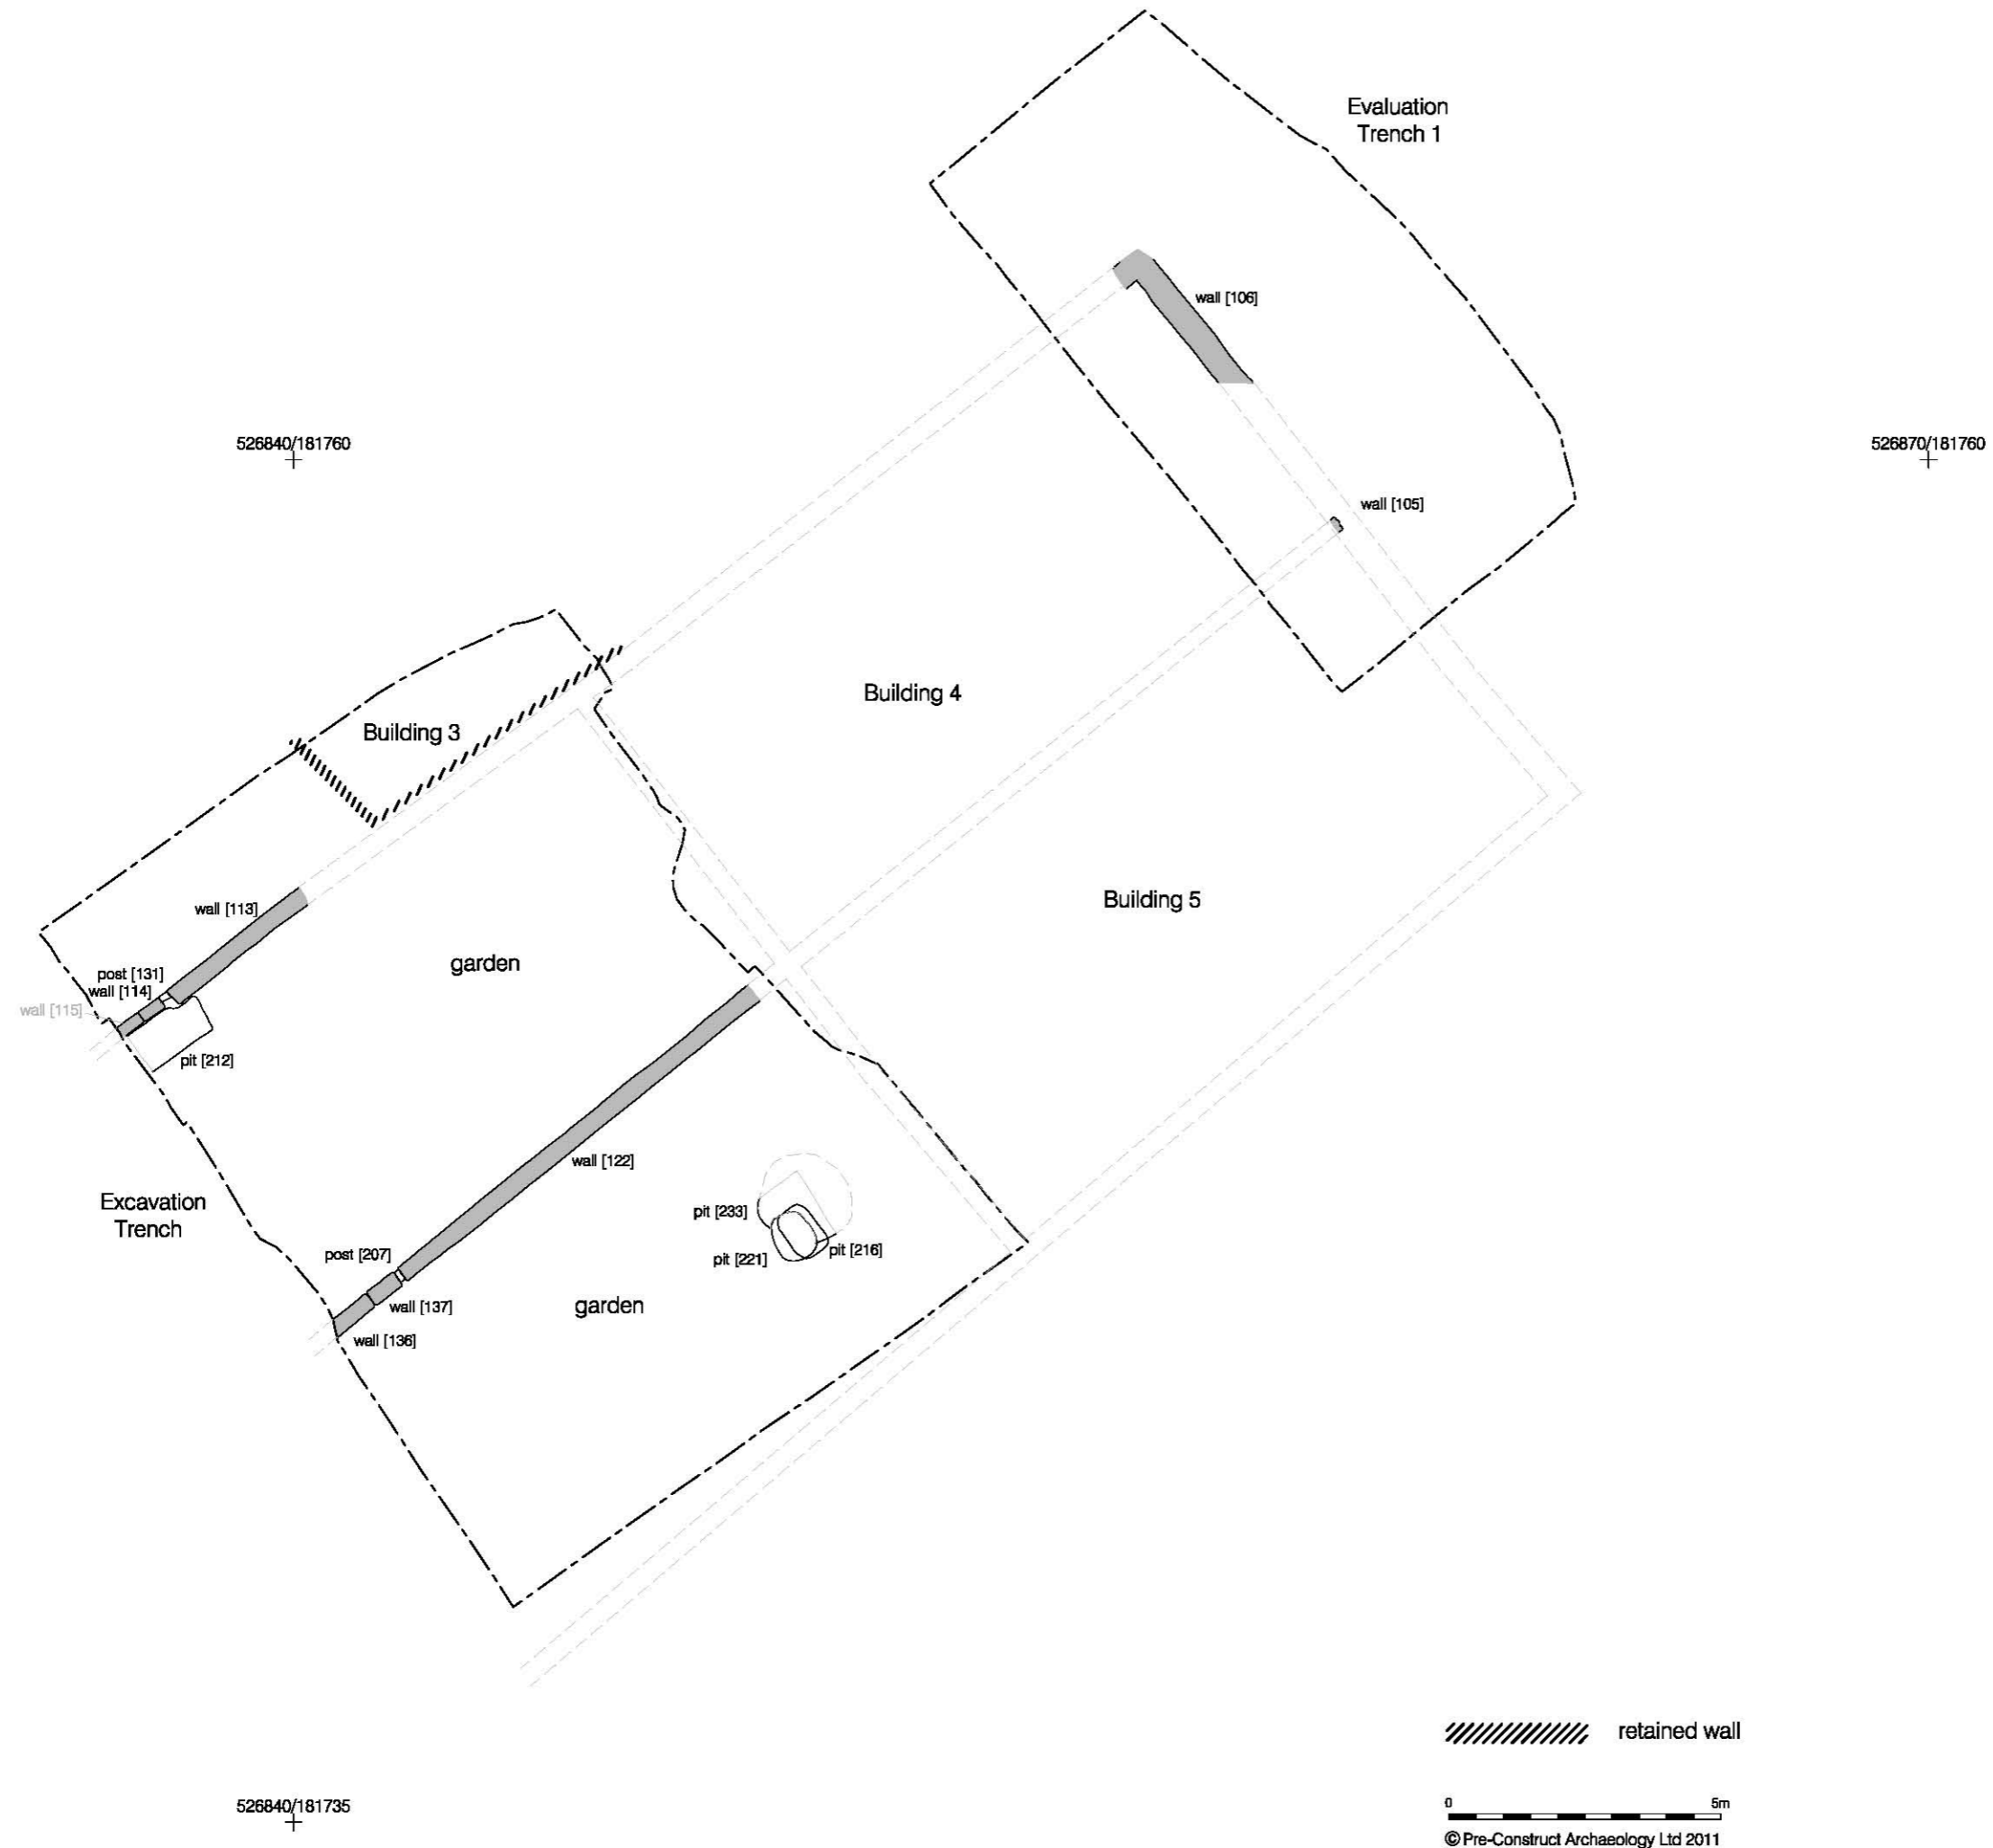 Evaluation
Trench 1
wall [106]
526840/181760
526870/181760
wall [105]
Building 4
Building 3
Building 5
wall [113]
garden
post [131]
wall [114]
wall [115]
pit [212]
wall [122]
Excavation
Trench
pit [233]
pit [221]
pit [216]
post [207]
wall [137]
garden
wall [136]
retained wall
526840/181735
0 5m
© Pre-Construct Archaeology Ltd 2011